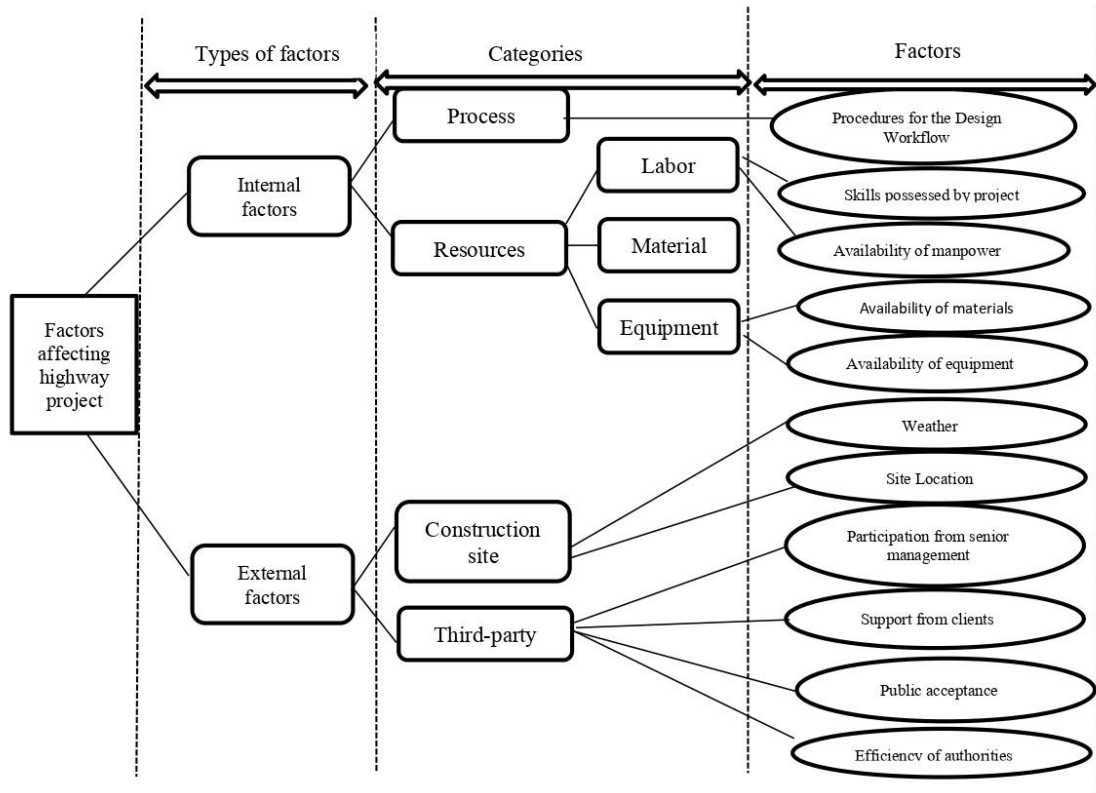 Types of factors
Categories
Factors
Process
Procedures for the Design
Workflow
Labor
Internal
factors
Skills possessed by project
Resources
Material
Availability of manpower
Equipment
Availability of materials
Factors
affecting
highway
project
Availability of equipment
Weather
Site Location
Construction
site
Participation from senior
management
External
factors
Third-party
Support from clients
Public acceptance
Efficiency of authorities